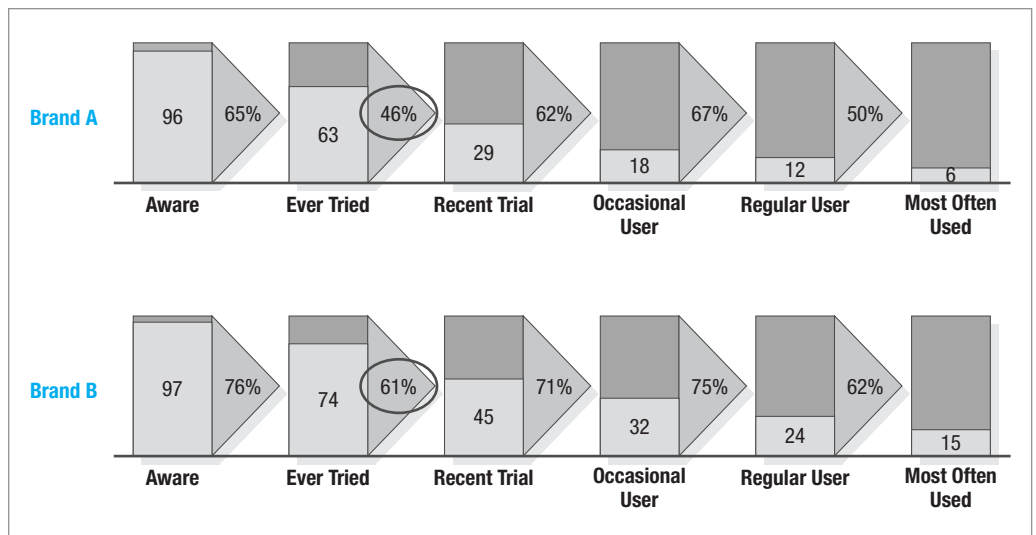 Brand A
96 65% 63 46% 29 62% 18 67% 12 50% 6
Aware Ever Tried Recent Trial Occasional User Regular User Most Often Used
Brand B
97 76% 74 61% 45 71% 32 75% 24 62% 15
Aware Ever Tried Recent Trial Occasional User Regular User Most Often Used